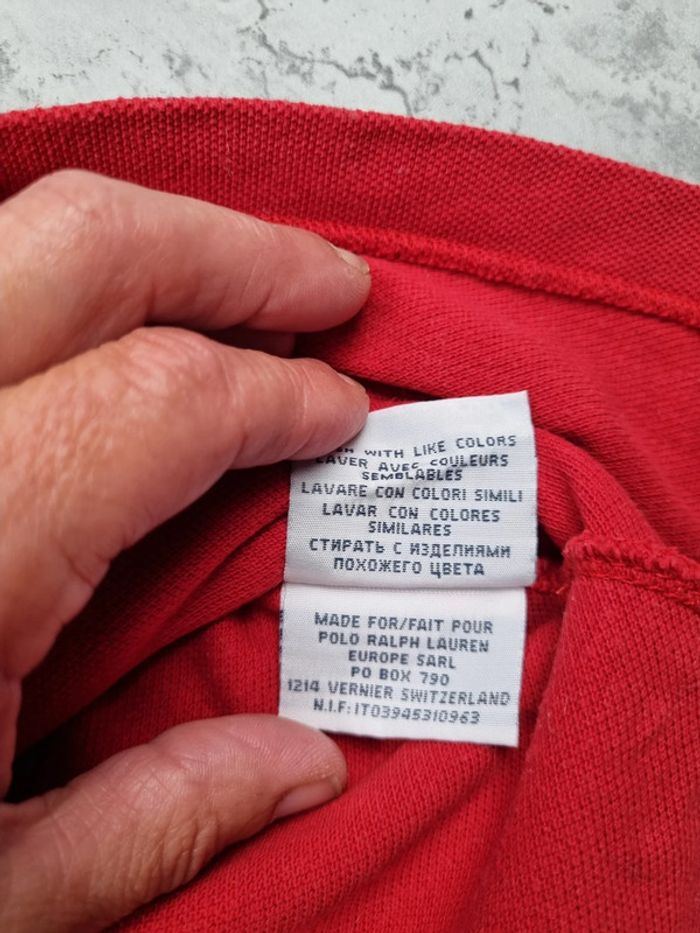 WITH LIKE COLORS
LAVER AVEC COULEURS
SEMBLABLES
LAVARE CON COLORI SIMILI
LAVAR CON COLORES
SIMILARES
СТИРАТЬ С ИЗДЕЛИЯМИ
ПОХОЖЕГО ЦВЕТА
MADE FOR/FAIT POUR
POLO RALPH LAUREN
EUROPE SARL
PO BOX 790
1214 VERNIER SWITZERLAND
N.I.F:IT03945310963